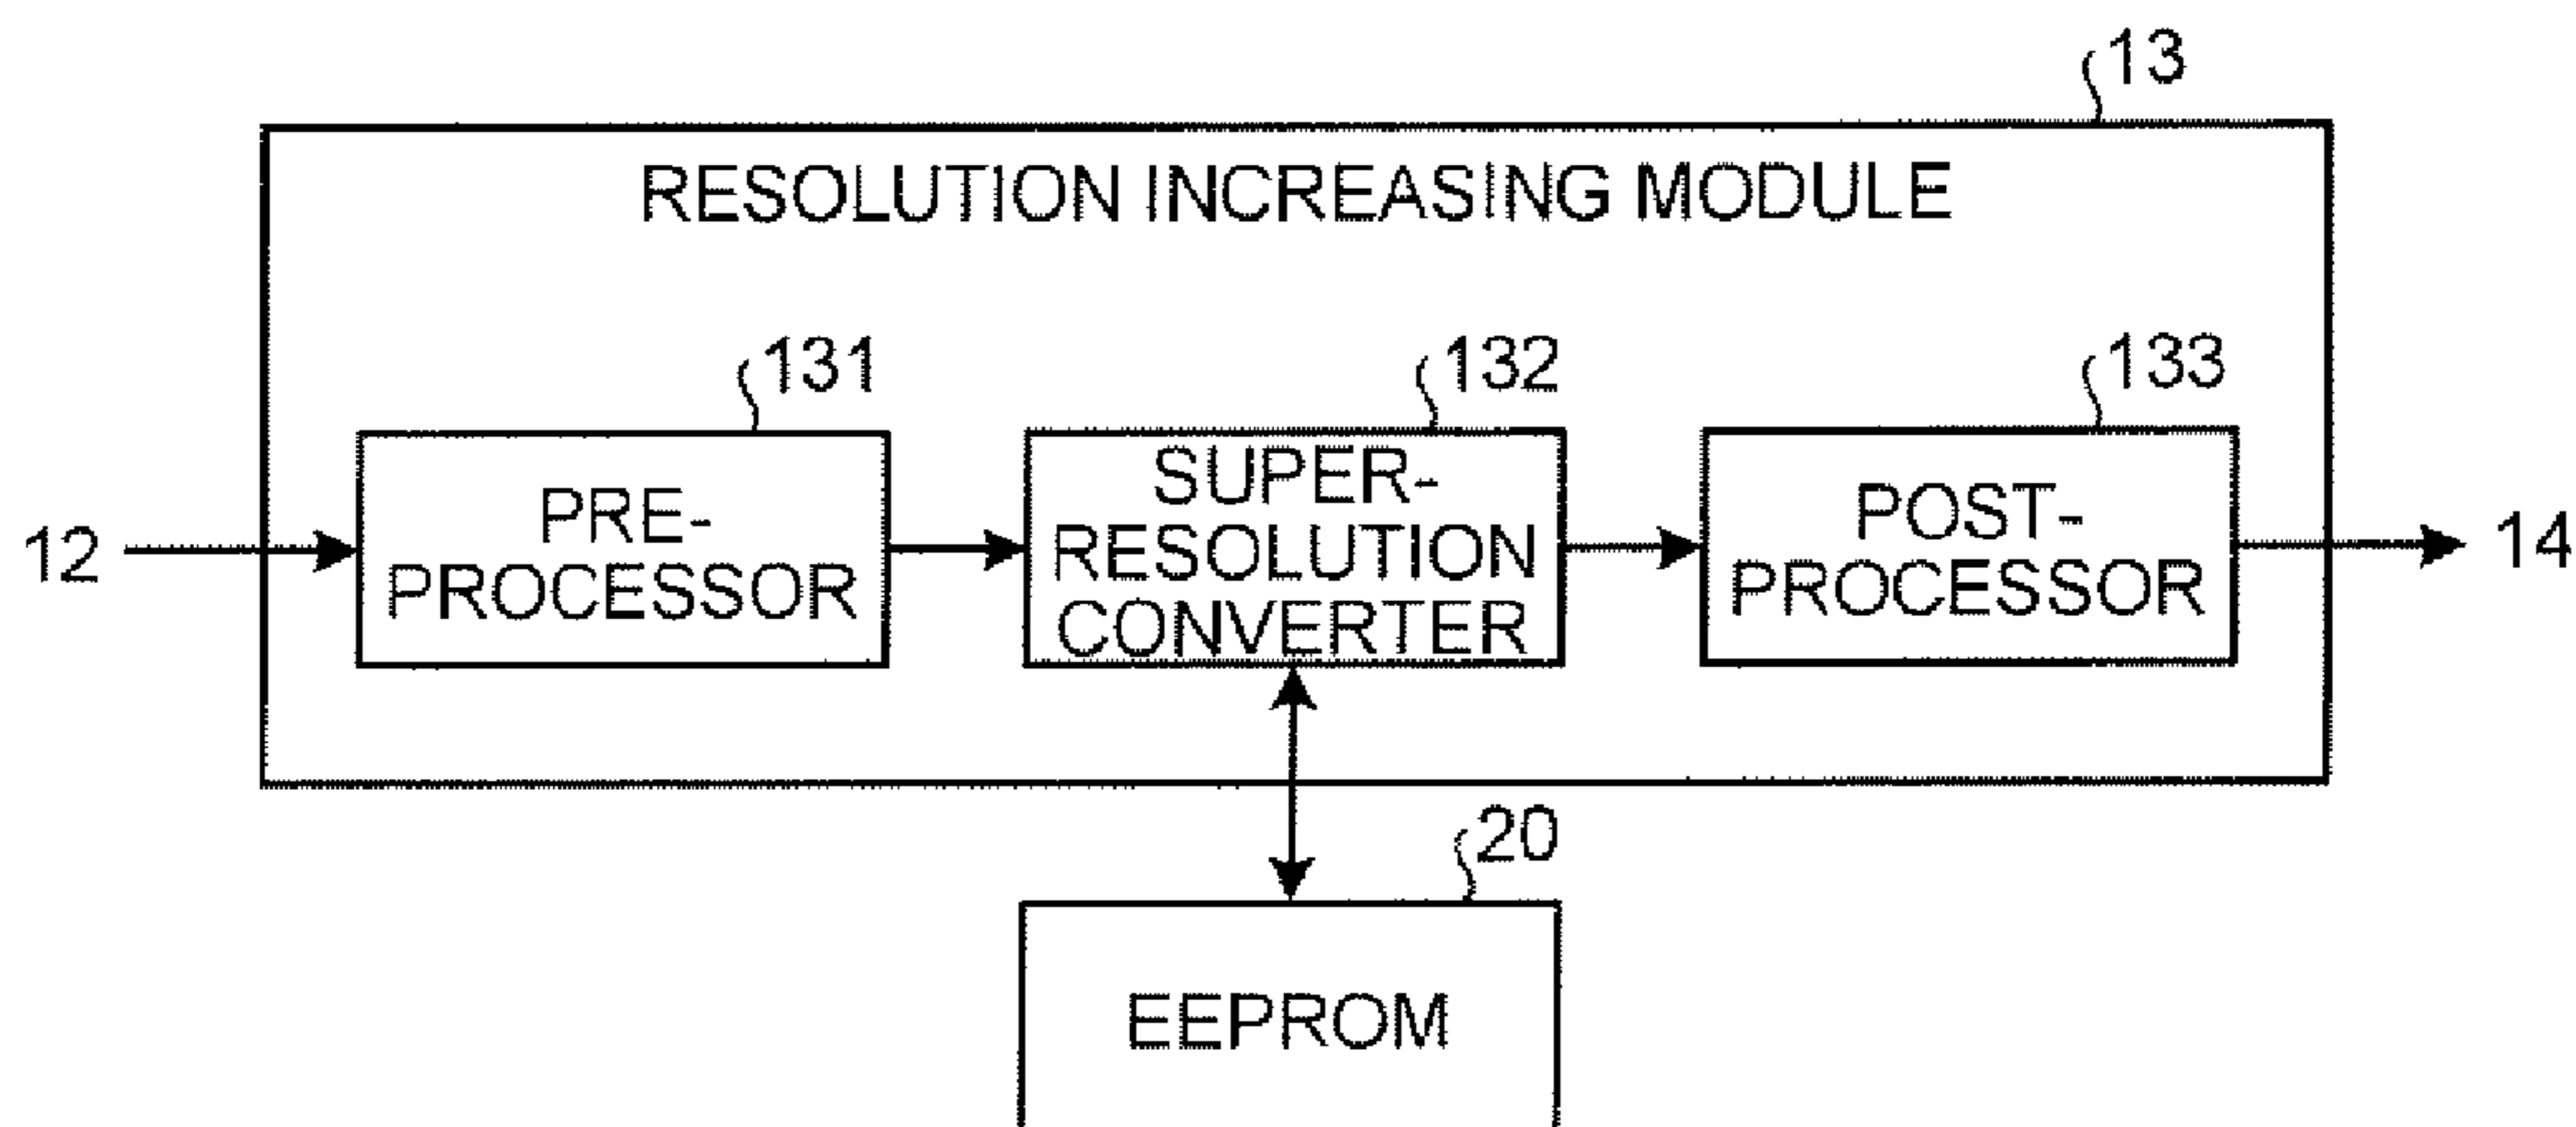 13
RESOLUTION INCREASING MODULE
131
132
133
12
PRE-
PROCESSOR
SUPER-
RESOLUTION
CONVERTER
POST-
PROCESSOR
14
20
EEPROM